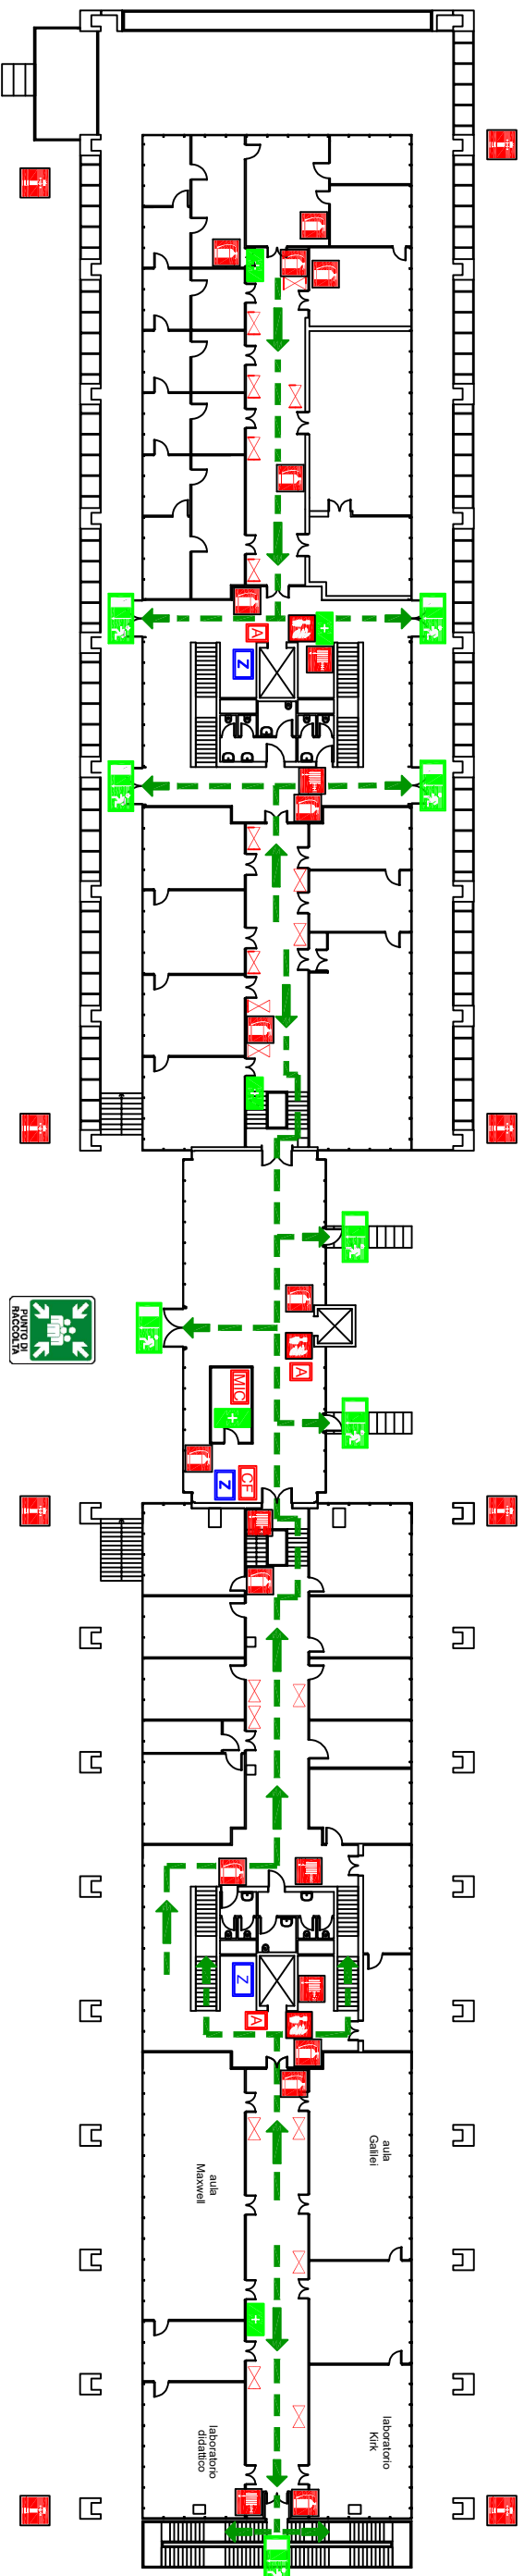 A
Z
PUNTO DI
RACCOLTA
A
MIC
Z
CF
Z
A
aula
Galilei
aula
Maxwell
laboratorio
Kirk
laboratorio
didattico